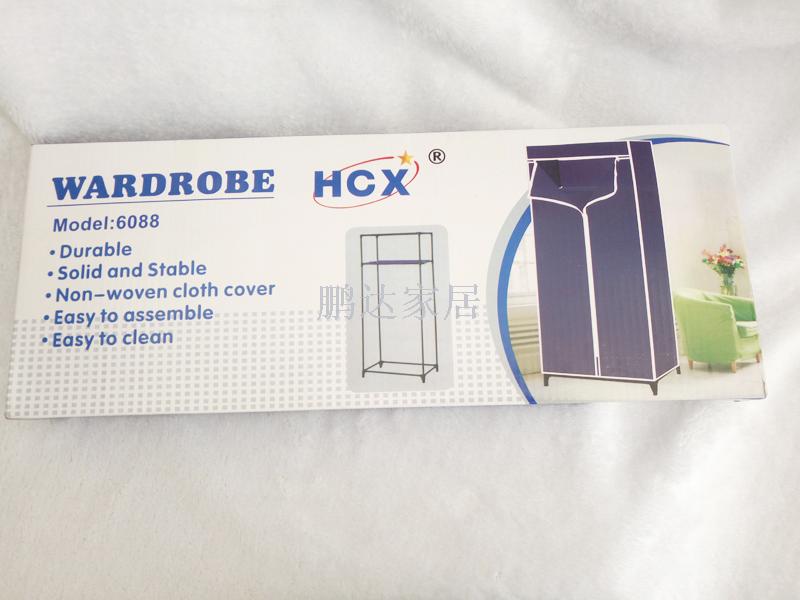 WARDROBE
HCX ®
Model:6088
•Durable
•Solid and Stable
•Non-woven cloth cover
•Easy to assemble
•Easy to clean
鹏达家居